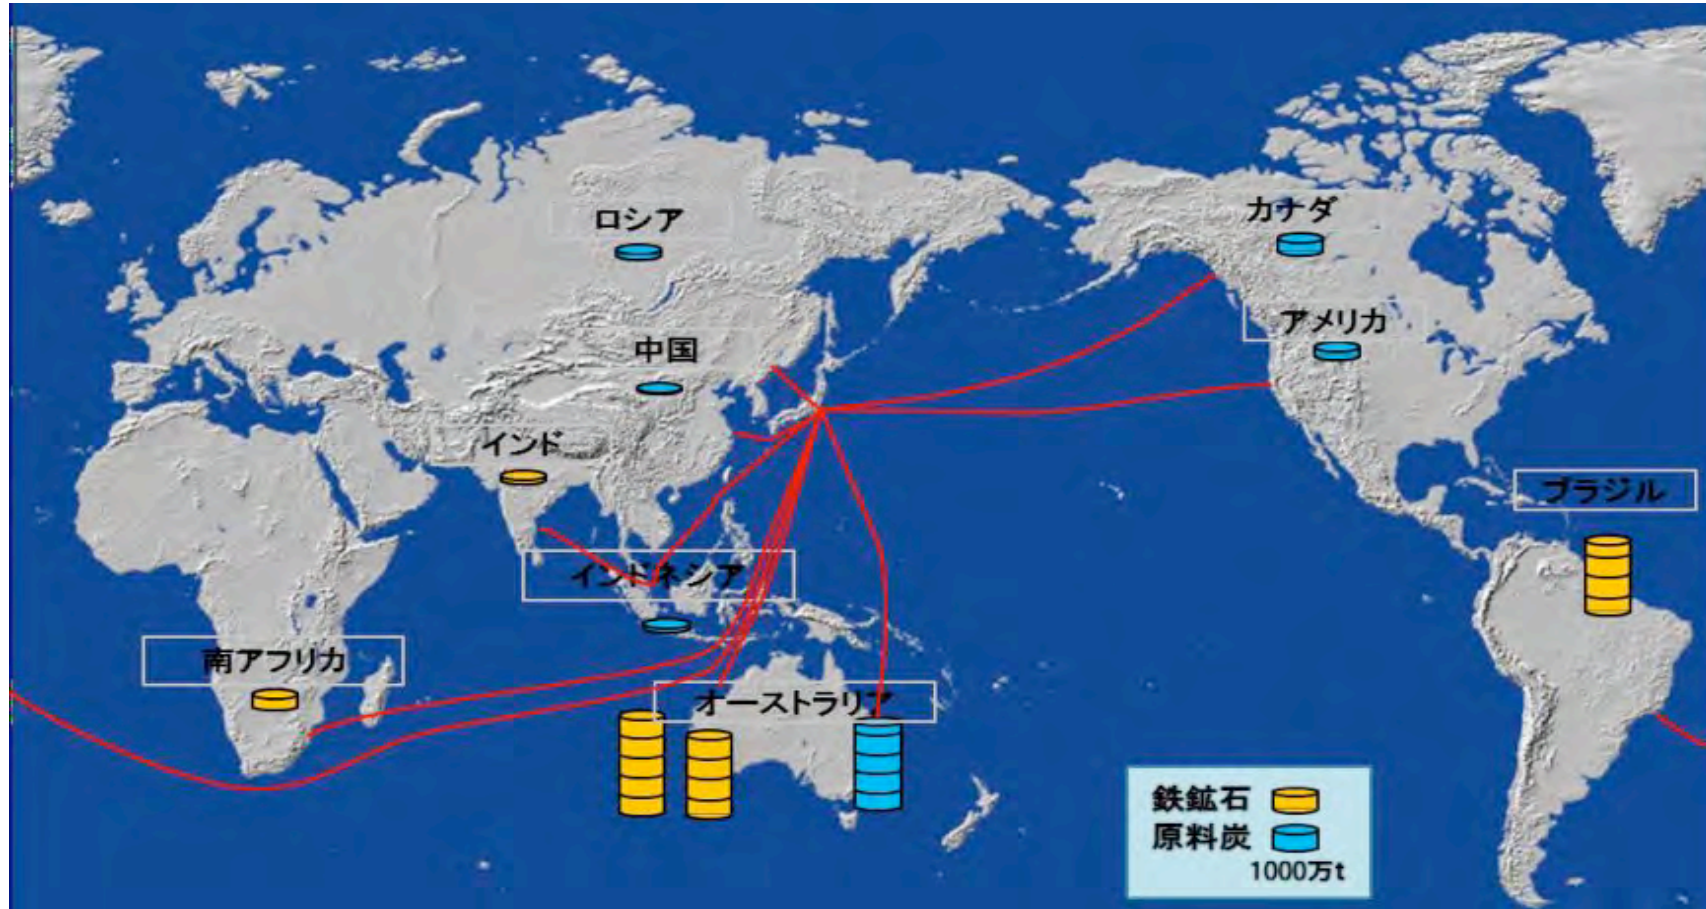 ロシア
カナダ
アメリカ
中国
インド
ブラジル
インドネシア
南アフリカ
オーストラリア
鉄鉱石
原料炭
1000万t